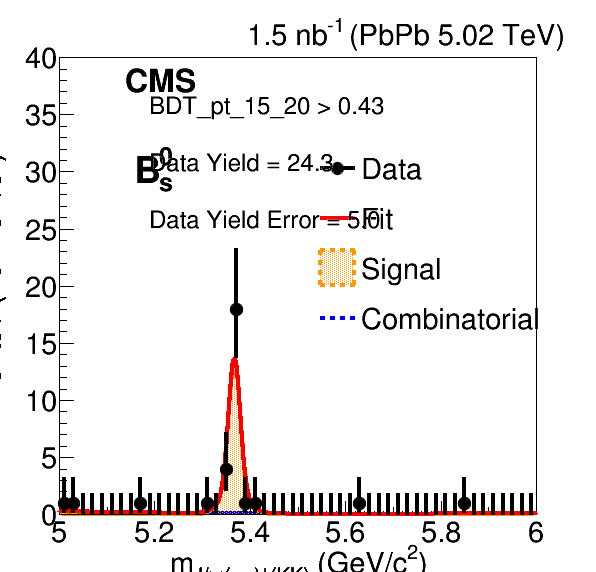 1.5 nb⁻¹ (PbPb 5.02 TeV)
40
CMS
BDT_pt_15_20 > 0.43
35
B⁰ₛ
Data Yield = 24.3
Data
30
Data Yield Error = 5.0
Fit
25
Signal
20
Combinatorial
15
10
5
0
5 5.2 5.4 5.6 5.8 6
(GeV/c²)